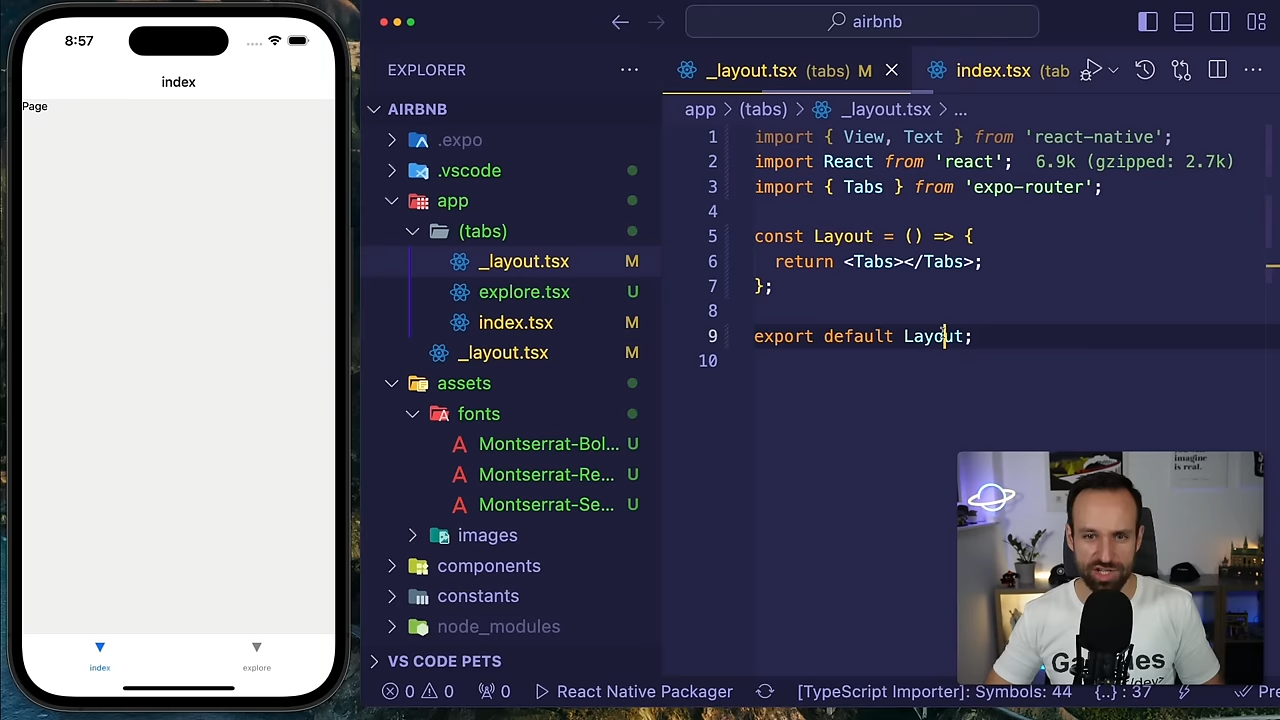 8:57
index
Page
index
explore
airbnb
EXPLORER
AIRBNB
.expo
.vscode
app
(tabs)
_layout.tsx M
explore.tsx U
index.tsx M
_layout.tsx M
assets
fonts
Montserrat-Bol... U
Montserrat-Re... U
Montserrat-Se... U
images
components
constants
node_modules
VS CODE PETS
_layout.tsx (tabs) M
index.tsx (tab
app > (tabs) > _layout.tsx > ...
1 import { View, Text } from 'react-native';
2 import React from 'react'; 6.9k (gzipped: 2.7k)
3 import { Tabs } from 'expo-router';
4
5 const Layout = () => {
6 return <Tabs></Tabs>;
7 };
8
9 export default Layout;
10
imagine
is real.
0 0 0 React Native Packager [TypeScript Importer]: Symbols: 44 {..} : 37 Pre